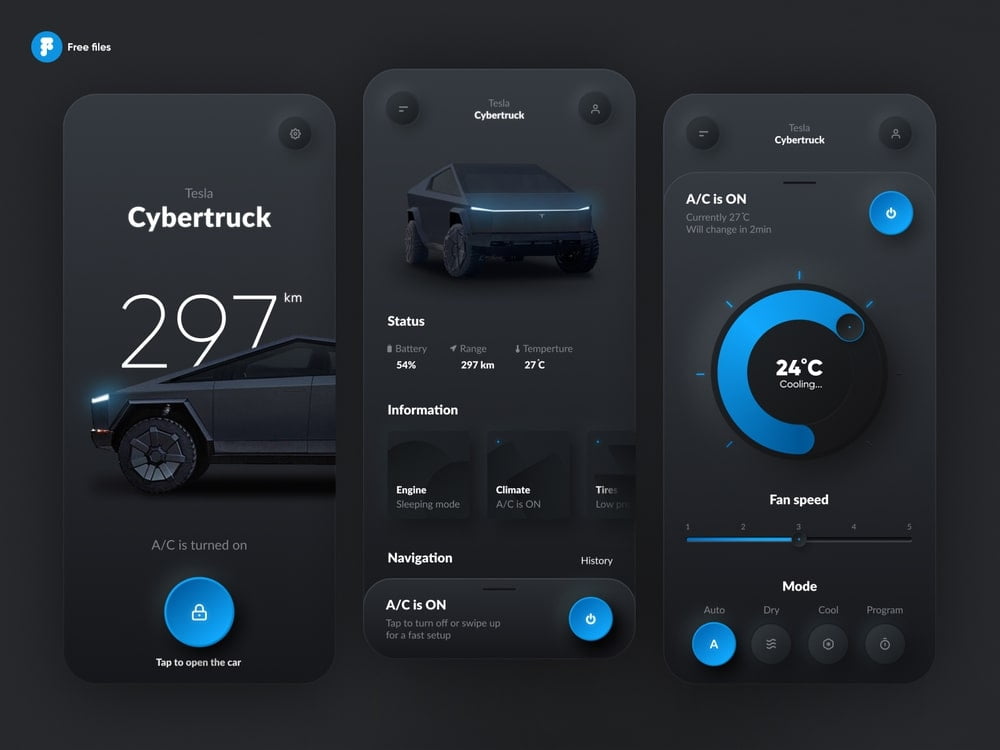 Free files
Tesla
Cybertruck
297 km
A/C is turned on
Tap to open the car
Tesla
Cybertruck
Status
Battery Range Temperture
54% 297 km 27°C
Information
Engine Climate Tires
Sleeping mode A/C is ON Low
Navigation History
A/C is ON
Tap to turn off or swipe up
for a fast setup
Tesla
Cybertruck
A/C is ON
Currently 27°C
Will change in 2min
24°C
Cooling...
Fan speed
1 2 3 4 5
Mode
Auto Dry Cool Program
A